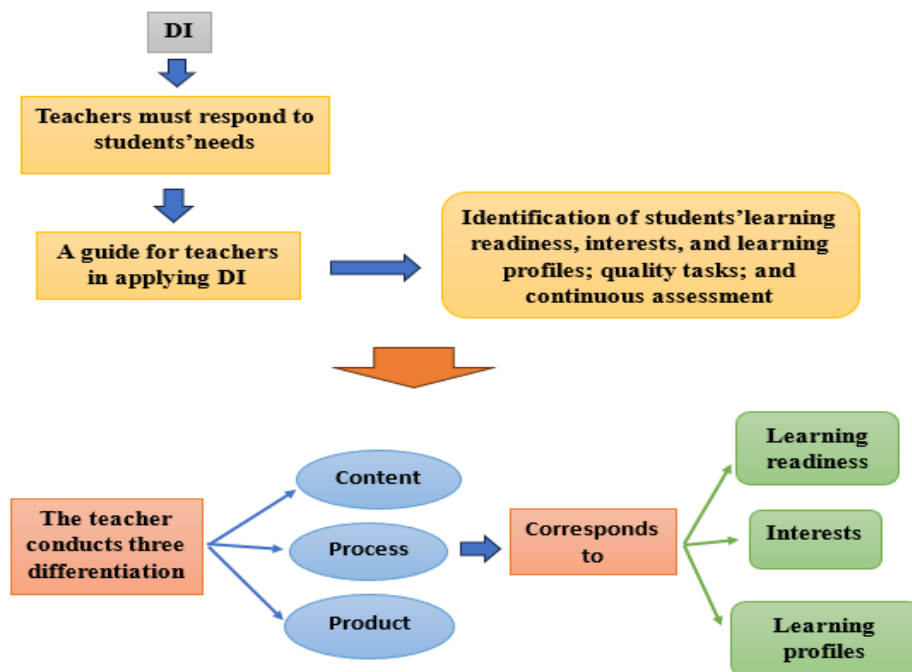 DI
Teachers must respond to
students’needs
A guide for teachers
in applying DI
Identification of students’learning
readiness, interests, and learning
profiles; quality tasks; and
continuous assessment
The teacher
conducts three
differentiation
Content
Process
Product
Corresponds
to
Learning
readiness
Interests
Learning
profiles